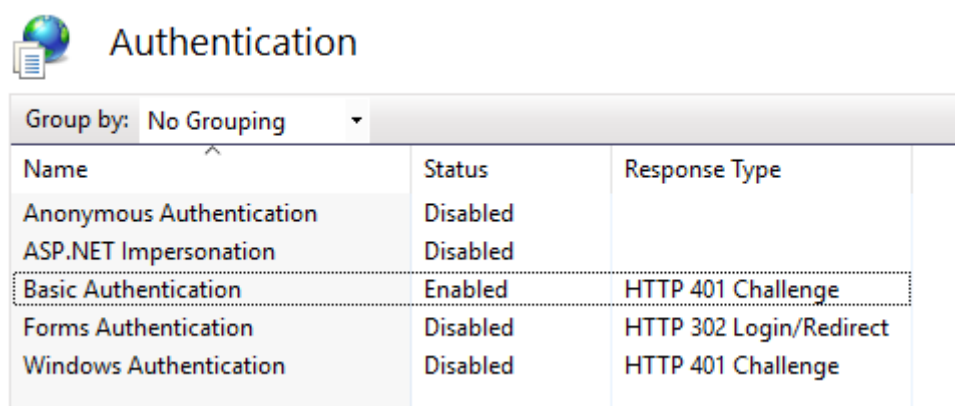 Authentication
Group by: No Grouping
Name Status Response Type
Anonymous Authentication Disabled
ASP.NET Impersonation Disabled
Basic Authentication Enabled HTTP 401 Challenge
Forms Authentication Disabled HTTP 302 Login/Redirect
Windows Authentication Disabled HTTP 401 Challenge